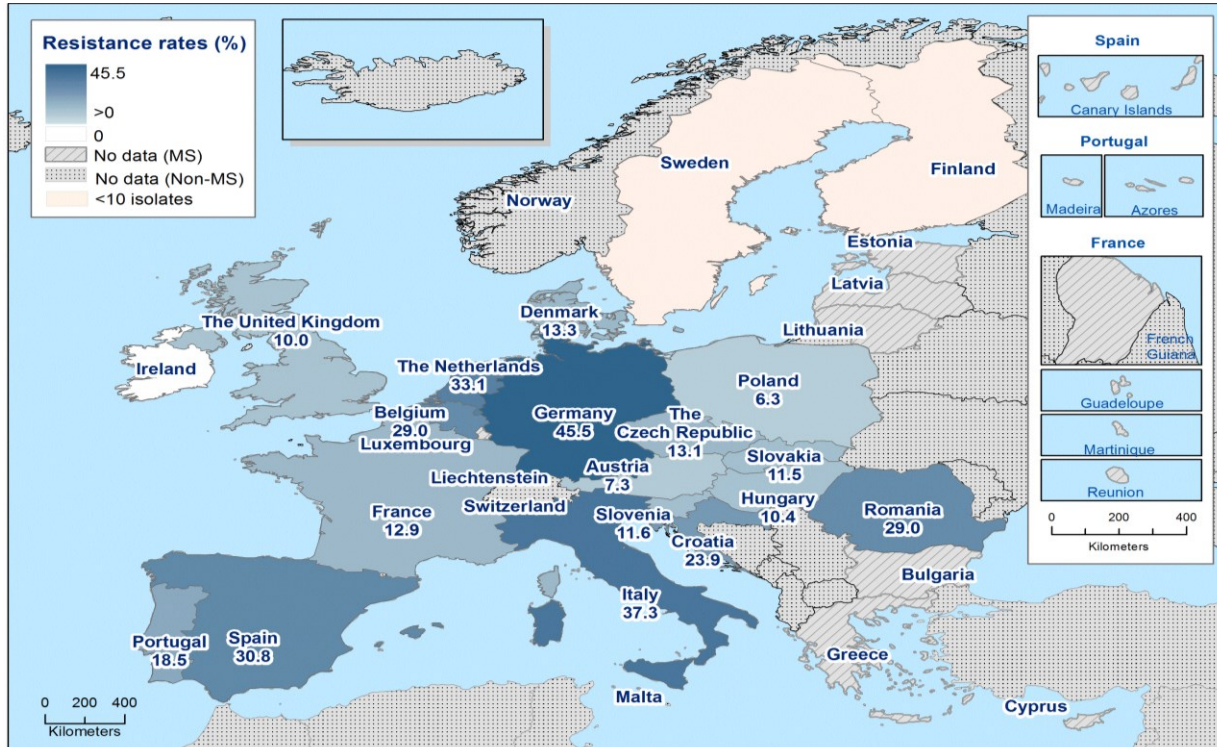 Resistance rates (%)
45.5
>0
0
No data (MS)
No data (Non-MS)
<10 isolates
Spain
Canary Islands
Portugal
Madeira
Azores
France
French
Guiana
Guadeloupe
Martinique
Reunion
0 200 400
Kilometers
Norway
Sweden
Finland
Estonia
Latvia
Lithuania
Denmark
13.3
The United Kingdom
10.0
Ireland
The Netherlands
33.1
Belgium
29.0
Luxembourg
Germany
45.5
Poland
6.3
The
Czech Republic
13.1
Slovakia
11.5
Austria
7.3
Liechtenstein
Switzerland
Hungary
10.4
France
12.9
Slovenia
11.6
Croatia
23.9
Romania
29.0
Bulgaria
Italy
37.3
Portugal
18.5
Spain
30.8
Greece
Malta
Cyprus
0 200 400
Kilometers